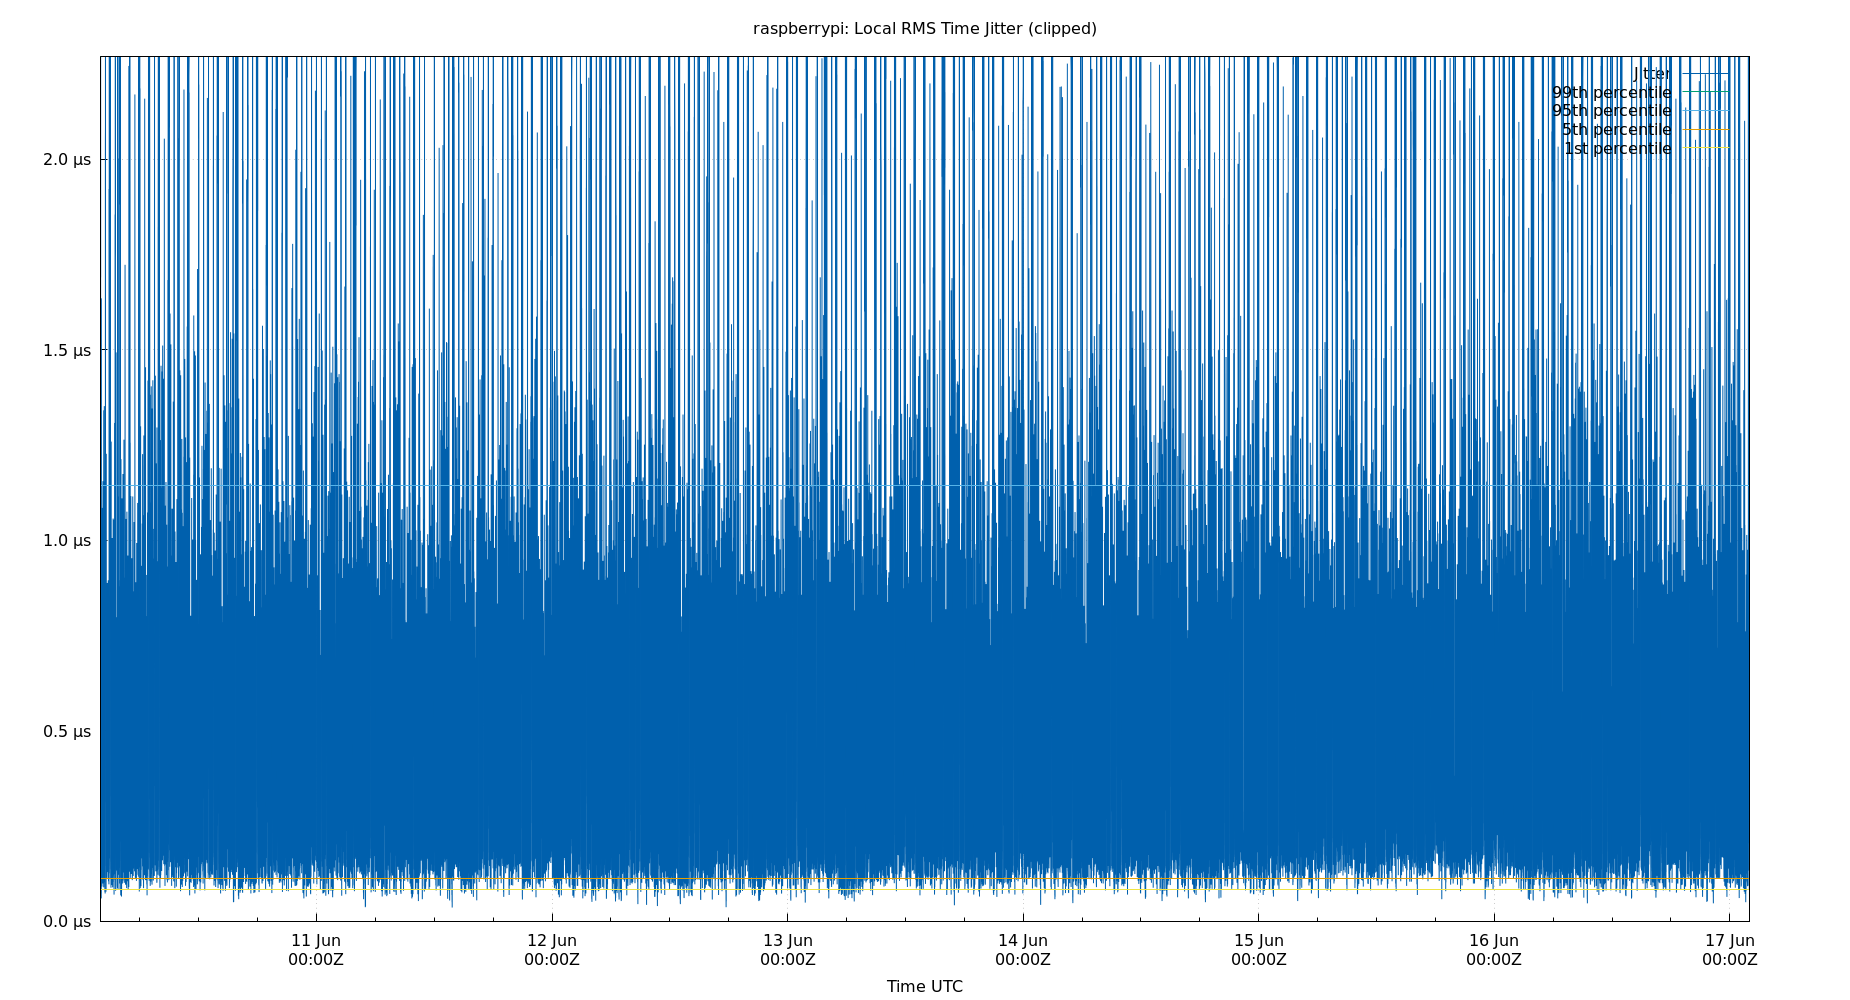 raspberrypi: Local RMS Time Jitter (clipped)
Jitter
99th percentile
95th percentile
5th percentile
1st percentile
2.0 µs
1.5 µs
1.0 µs
0.5 µs
0.0 µs
11 Jun 12 Jun 13 Jun 14 Jun 15 Jun 16 Jun 17 Jun
00:00Z 00:00Z 00:00Z 00:00Z 00:00Z 00:00Z 00:00Z
Time UTC